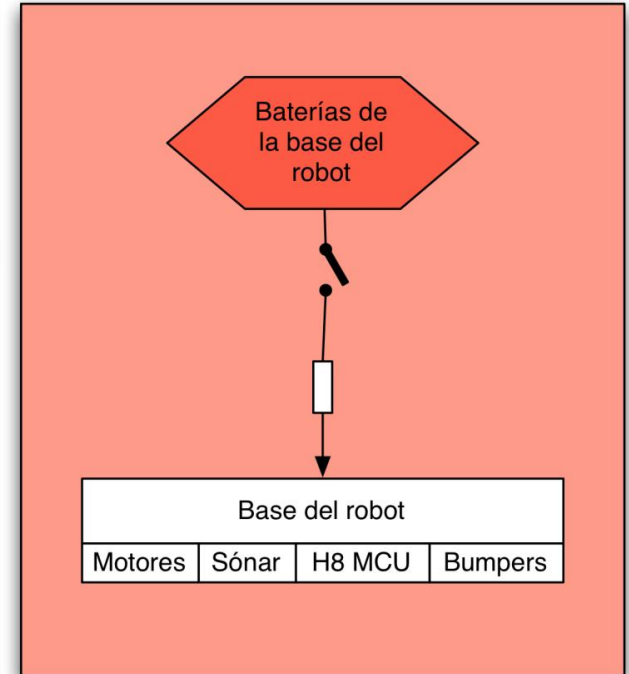 Baterías de
la base del
robot
Base del robot
Motores Sónar H8 MCU Bumpers